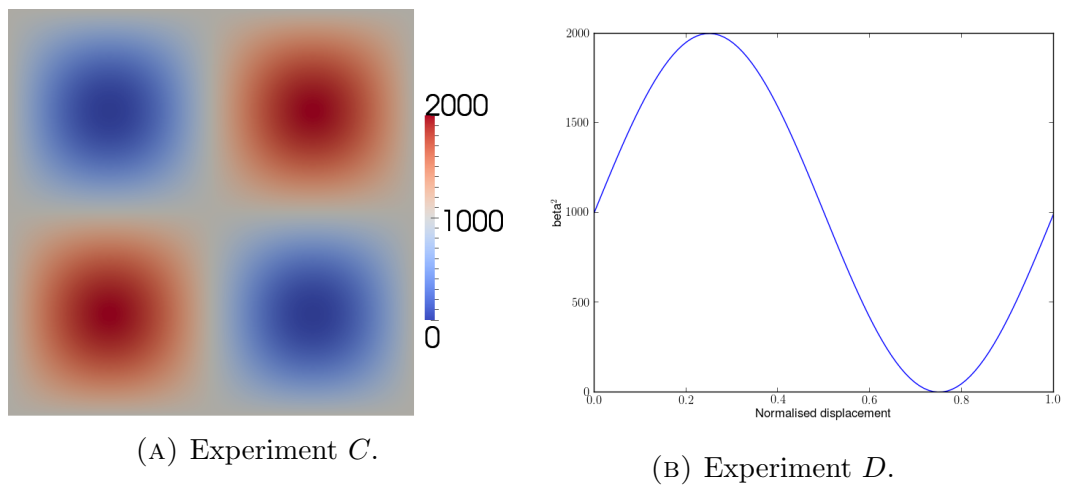 2000
1000
0
(A) Experiment C.
2000
1500
1000
500
0
beta²
0.0 0.2 0.4 0.6 0.8 1.0
Normalised displacement
(B) Experiment D.